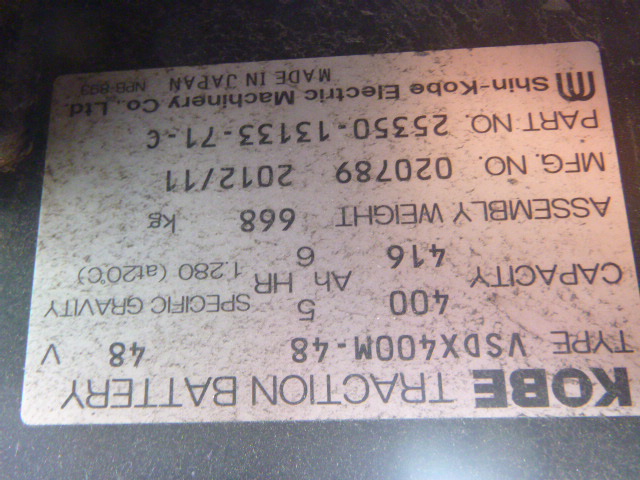 KOBE TRACTION BATTERY
TYPE VSDX400M-48 48 V
400 5 SPECIFIC GRAVITY
CAPACITY Ah HR
416 6 1.280 (at20°C)
ASSEMBLY WEIGHT 668 kg
MFG. NO. 020789 2012/11
PART NO. 25350-13133-71-C
Shin-Kobe Electric Machinery Co., Ltd.
MADE IN JAPAN NPB-893